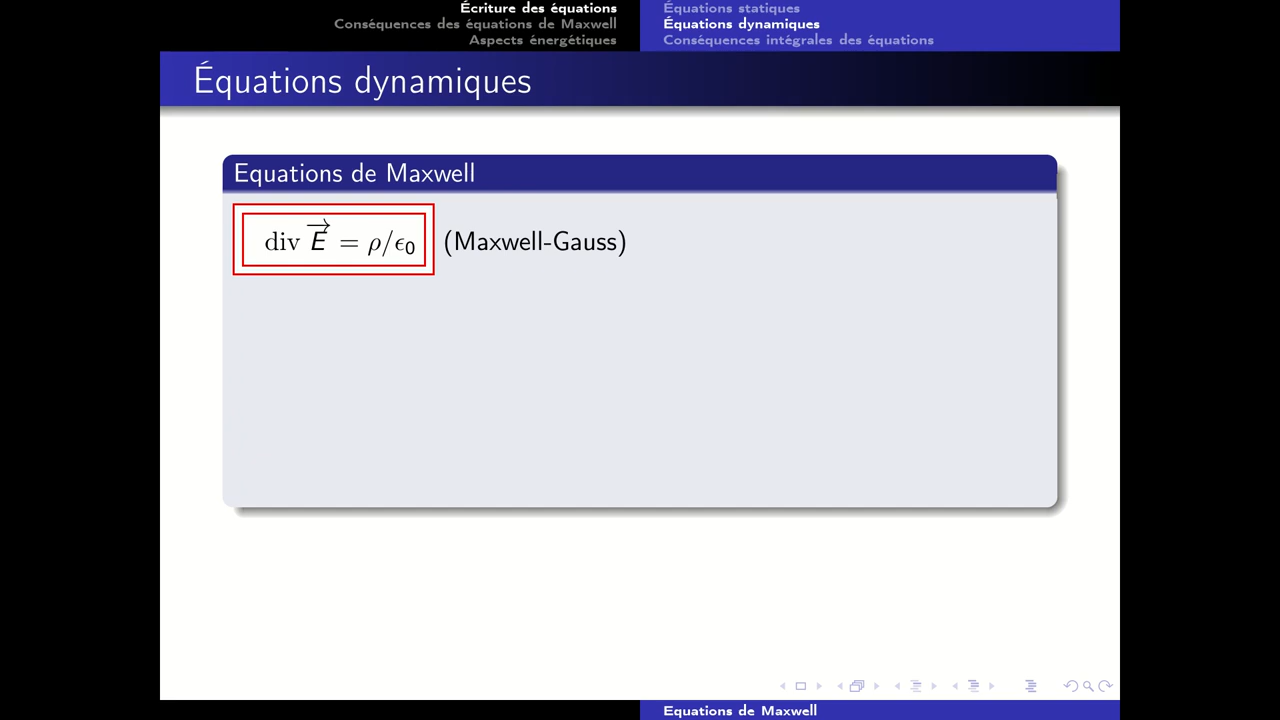 Écriture des équations
Conséquences des équations de Maxwell
Aspects énergétiques
Équations statiques
Équations dynamiques
Conséquences intégrales des équations
Équations dynamiques
Equations de Maxwell
div \overrightarrow{E} = ρ/ϵ₀ (Maxwell-Gauss)
Equations de Maxwell